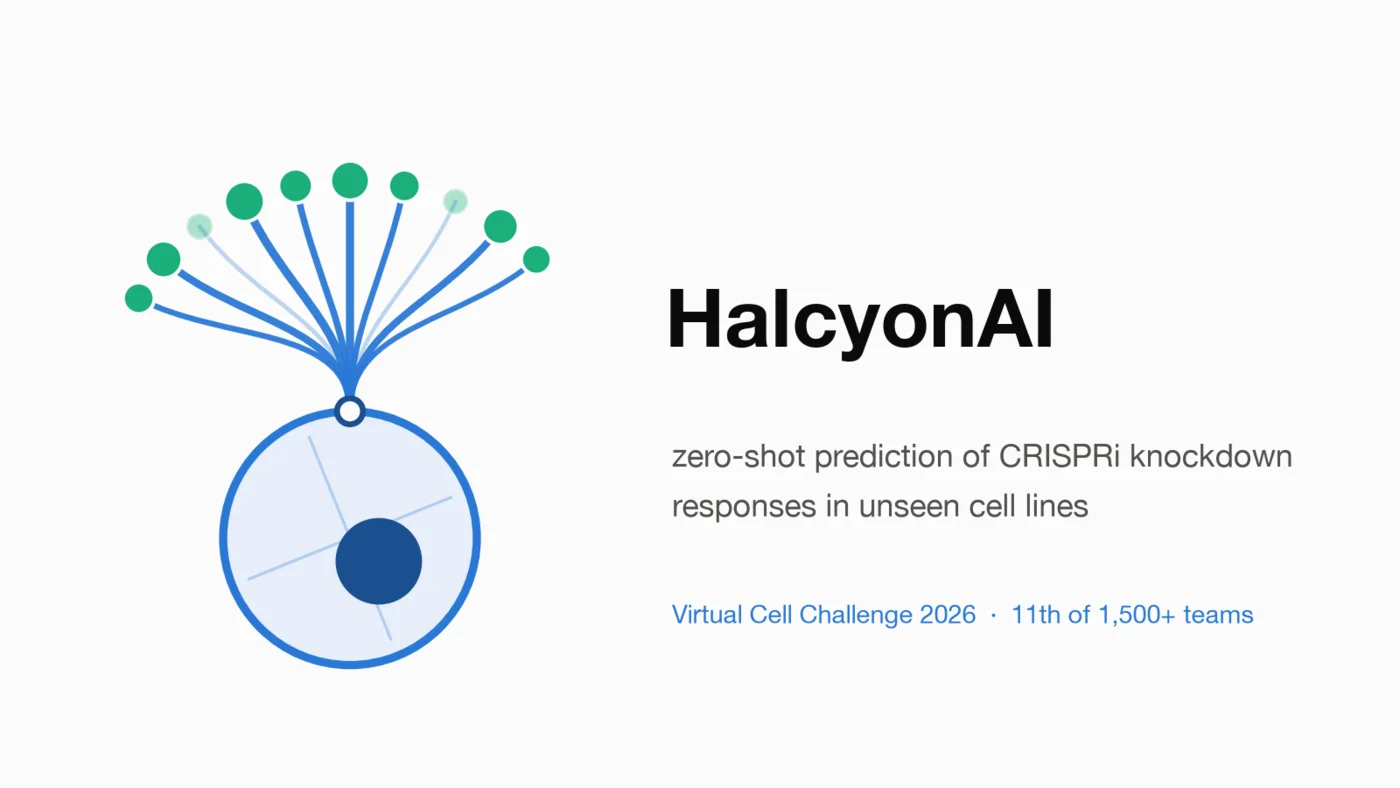 HalcyonAI
zero-shot prediction of CRISPRi knockdown
responses in unseen cell lines
Virtual Cell Challenge 2026 · 11th of 1,500+ teams